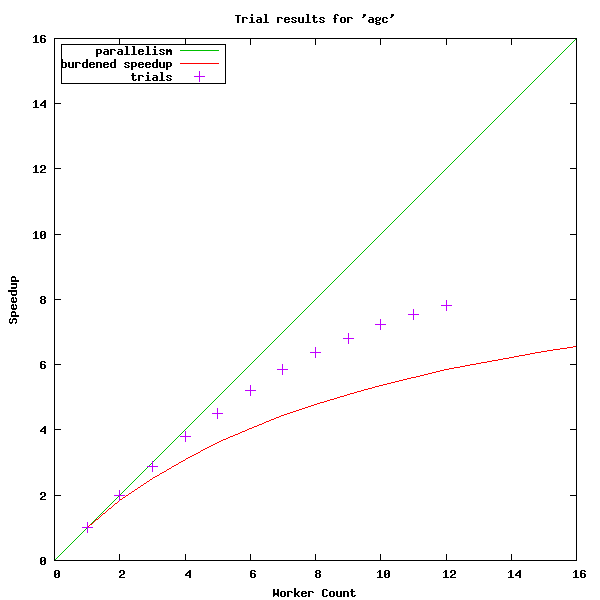 Trial results for 'agc'
16
parallelism
burdened speedup
trials
14
12
10
8
6
4
2
0
Speedup
0 2 4 6 8 10 12 14 16
Worker Count